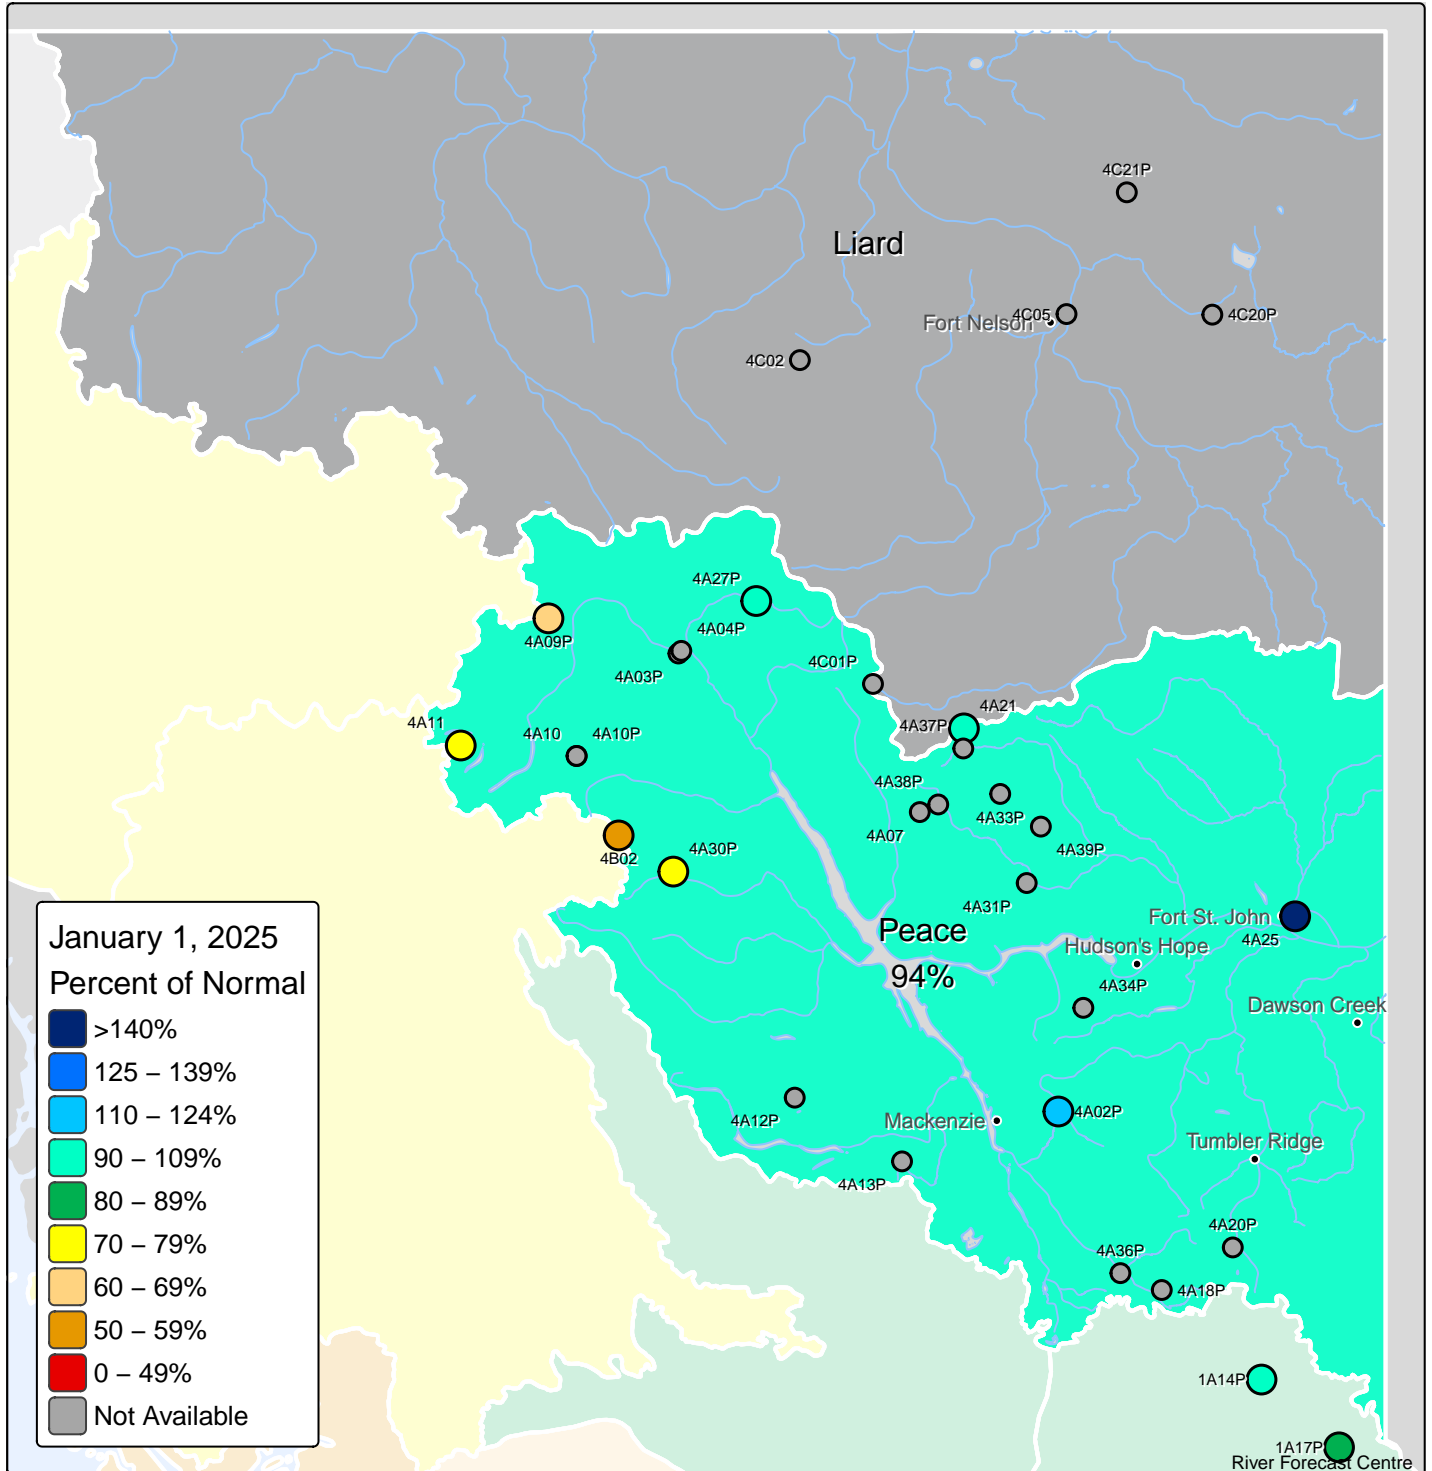 4C21P
Liard
4C05
4C20P
Fort Nelson
4C02
4A27P
4A09P
4A04P
4A03P
4C01P
4A21
4A37P
4A11
4A10
4A10P
4A38P
4A33P
4A07
4A39P
4B02
4A30P
4A31P
Peace
94%
Fort St. John
4A25
Hudson's Hope
4A34P
Dawson Creek
4A12P
Mackenzie
4A02P
Tumbler Ridge
4A13P
4A20P
4A36P
4A18P
1A14P
1A17P
River Forecast Centre
January 1, 2025
Percent of Normal
>140%
125 – 139%
110 – 124%
90 – 109%
80 – 89%
70 – 79%
60 – 69%
50 – 59%
0 – 49%
Not Available